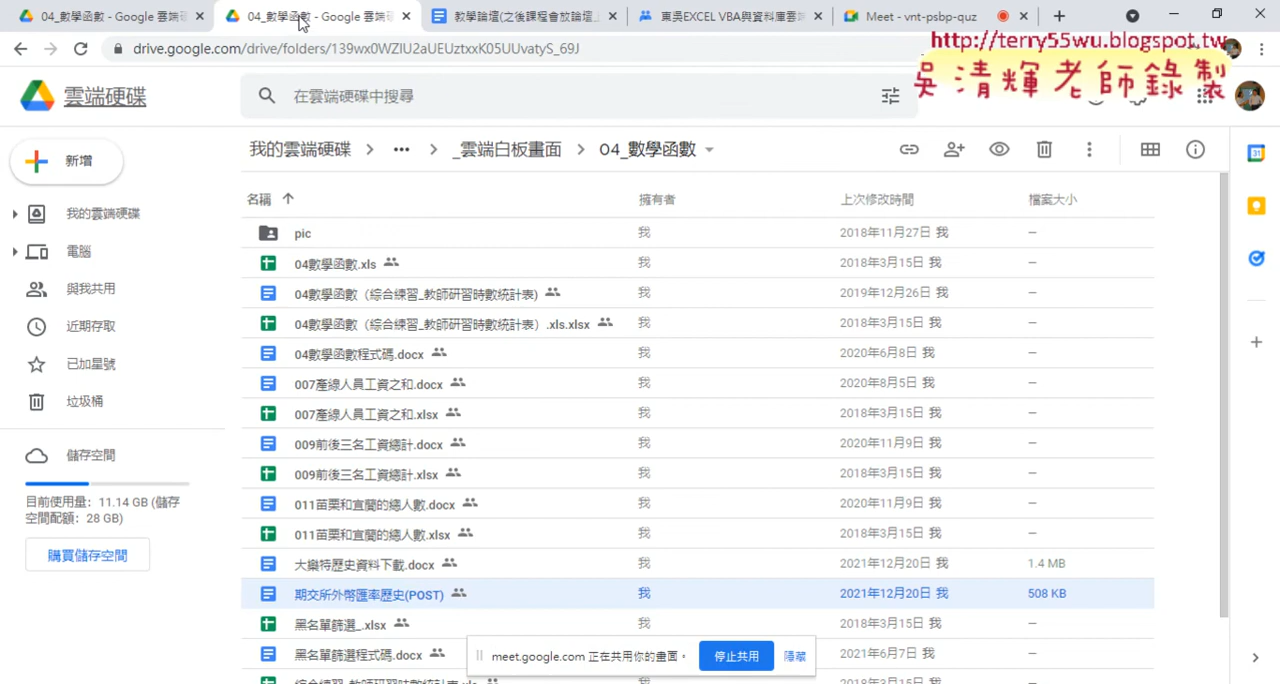 04_數學函數 - Google 雲端硬
04_數學函數 - Google 雲端硬
教學論壇(之後課程會放論壇上
東吳EXCEL VBA與資料庫雲端
Meet - vnt-psbp-quz
drive.google.com/drive/folders/139wx0WZIU2aUEUztxxK05UUvatyS_69J
http://terry55wu.blogspot.tw
吳清輝老師錄製
雲端硬碟
在雲端硬碟中搜尋
新增
我的雲端硬碟
電腦
與我共用
近期存取
已加星號
垃圾桶
儲存空間
目前使用量：11.14 GB (儲存
空間配額：28 GB)
購買儲存空間
我的雲端硬碟 > ••• > _雲端白板畫面 > 04_數學函數
名稱 擁有者 上次修改時間 檔案大小
pic 我 2018年11月27日 我 –
04數學函數.xls 我 2018年3月15日 我 –
04數學函數（綜合練習_教師研習時數統計表) 我 2019年12月26日 我 –
04數學函數（綜合練習_教師研習時數統計表）.xls.xlsx 我 2018年3月15日 我 –
04數學函數程式碼.docx 我 2020年6月8日 我 –
007產線人員工資之和.docx 我 2020年8月5日 我 –
007產線人員工資之和.xlsx 我 2018年3月15日 我 –
009前後三名工資總計.docx 我 2020年11月9日 我 –
009前後三名工資總計.xlsx 我 2018年3月15日 我 –
011苗栗和宜蘭的總人數.docx 我 2020年11月9日 我 –
011苗栗和宜蘭的總人數.xlsx 我 2018年3月15日 我 –
大樂特歷史資料下載.docx 我 2021年12月20日 我 1.4 MB
期交所外幣匯率歷史(POST) 我 2021年12月20日 我 508 KB
黑名單篩選_.xlsx 我 2018年3月15日 我 –
黑名單篩選程式碼.docx 我 2021年6月7日 我 –
meet.google.com 正在共用你的畫面。 停止共用 隱藏